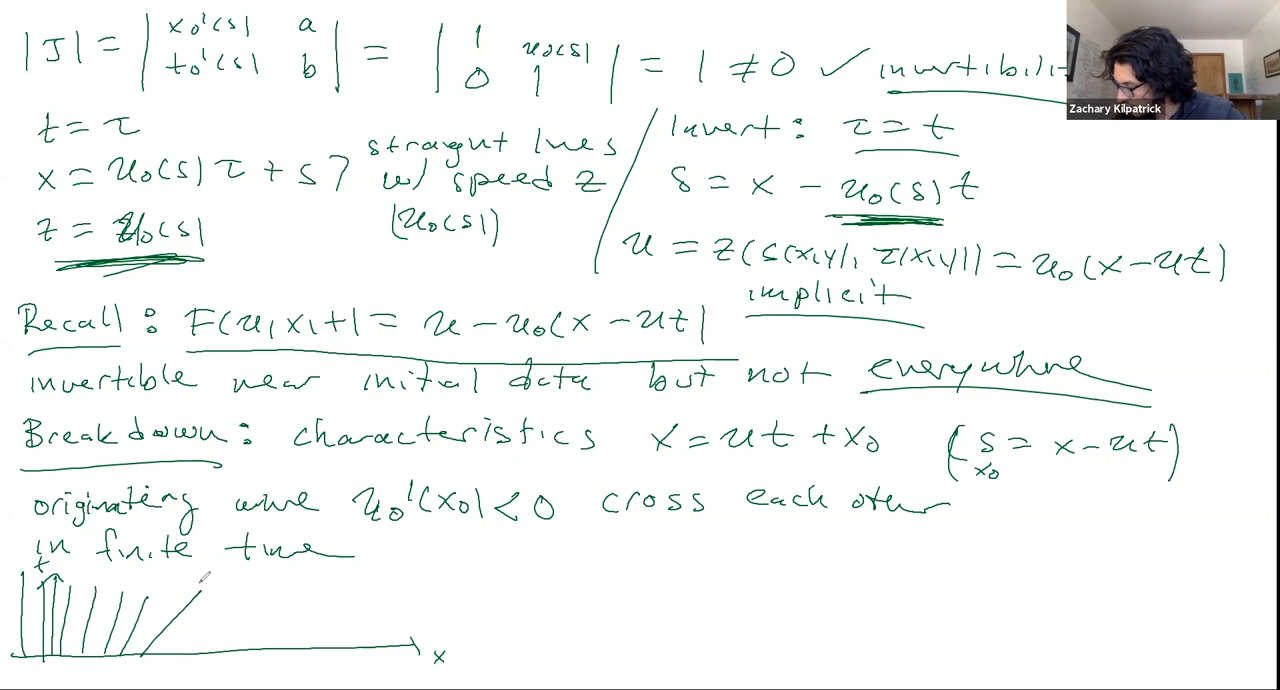 |J| = | x₀'(s) a | = | 1 u₀(s) | = 1 ≠ 0 ✓ invertibili
| t₀'(s) b | | 0 1 |
Zachary Kilpatrick
t = τ
x = u₀(s) τ + s }
z = u₀(s)
straight lines
w/ speed z
(u₀(s))
Invert: τ = t
s = x - u₀(s) t
u = z(s(x,y), τ(x,y)) = u₀(x - ut)
implicit
Recall: F(u,x,t) = u - u₀(x - ut)
invertible near initial data but not everywhere
Breakdown: characteristics x = ut + x₀ (s = x - ut)
x₀
originating where u₀'(x₀) < 0 cross each other
in finite time
t
x